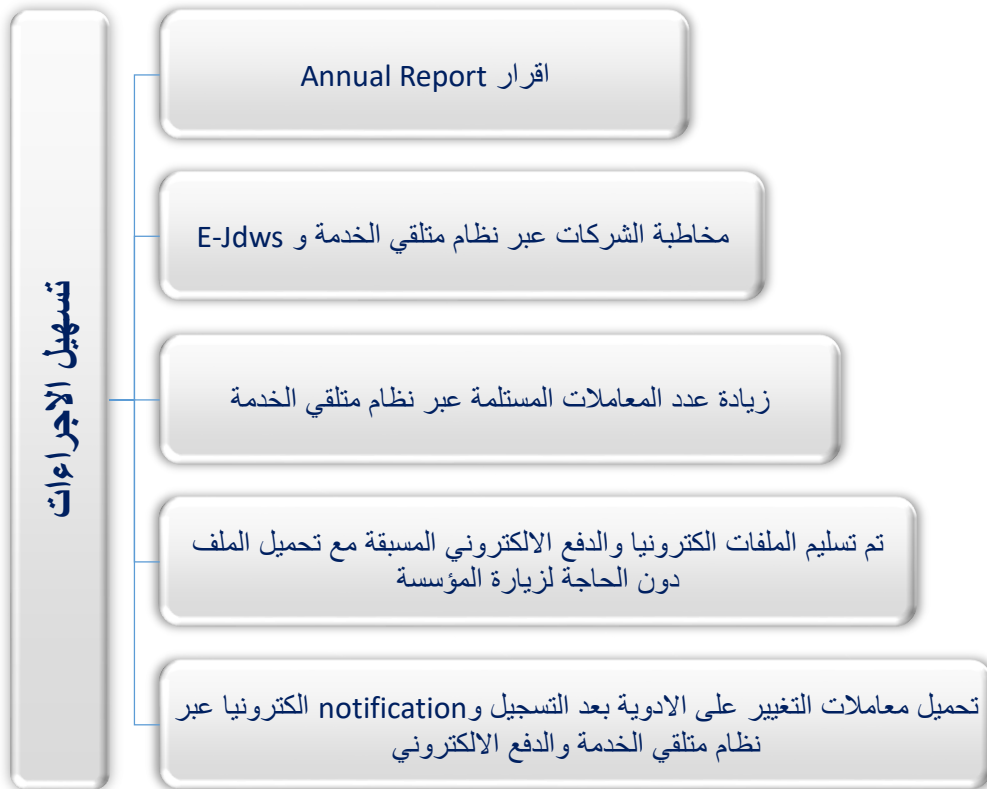 تسهيل الاجراءات
اقرار Annual Report
مخاطبة الشركات عبر نظام متلقي الخدمة و E-Jdws
زيادة عدد المعاملات المستلمة عبر نظام متلقي الخدمة
تم تسليم الملفات الكترونيا والدفع الالكتروني المسبقة مع تحميل الملف
دون الحاجة لزيارة المؤسسة
تحميل معاملات التغيير على الادوية بعد التسجيل وnotification الكترونيا عبر
نظام متلقي الخدمة والدفع الالكتروني